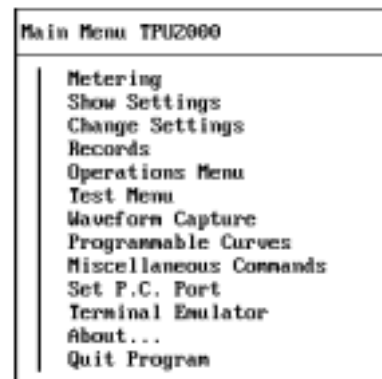 Main Menu TPU2000
Metering
Show Settings
Change Settings
Records
Operations Menu
Test Menu
Waveform Capture
Programmable Curves
Miscellaneous Commands
Set P.C. Port
Terminal Emulator
About...
Quit Program